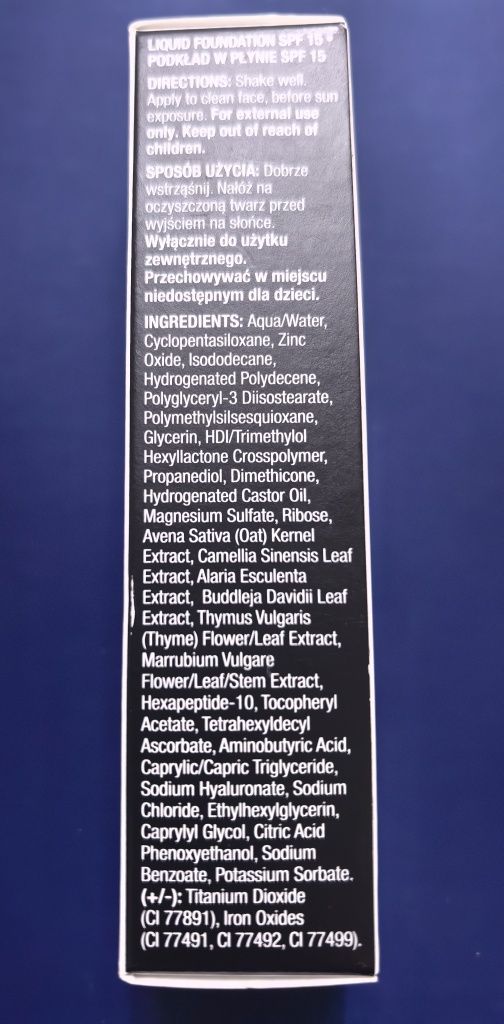 LIQUID FOUNDATION SPF 15
PODKŁAD W PŁYNIE SPF 15
DIRECTIONS: Shake well.
Apply to clean face, before sun
exposure. For external use
only. Keep out of reach of
children.
SPOSÓB UŻYCIA: Dobrze
wstrząśnij. Nałóż na
oczyszczoną twarz przed
wyjściem na słońce.
Wyłącznie do użytku
zewnętrznego.
Przechowywać w miejscu
niedostępnym dla dzieci.
INGREDIENTS: Aqua/Water,
Cyclopentasiloxane, Zinc
Oxide, Isododecane,
Hydrogenated Polydecene,
Polyglyceryl-3 Diisostearate,
Polymethylsilsesquioxane,
Glycerin, HDI/Trimethylol
Hexyllactone Crosspolymer,
Propanediol, Dimethicone,
Hydrogenated Castor Oil,
Magnesium Sulfate, Ribose,
Avena Sativa (Oat) Kernel
Extract, Camellia Sinensis Leaf
Extract, Alaria Esculenta
Extract, Buddleja Davidii Leaf
Extract, Thymus Vulgaris
(Thyme) Flower/Leaf Extract,
Marrubium Vulgare
Flower/Leaf/Stem Extract,
Hexapeptide-10, Tocopheryl
Acetate, Tetrahexyldecyl
Ascorbate, Aminobutyric Acid,
Caprylic/Capric Triglyceride,
Sodium Hyaluronate, Sodium
Chloride, Ethylhexylglycerin,
Caprylyl Glycol, Citric Acid
Phenoxyethanol, Sodium
Benzoate, Potassium Sorbate.
(+/-): Titanium Dioxide
(CI 77891), Iron Oxides
(CI 77491, CI 77492, CI 77499).